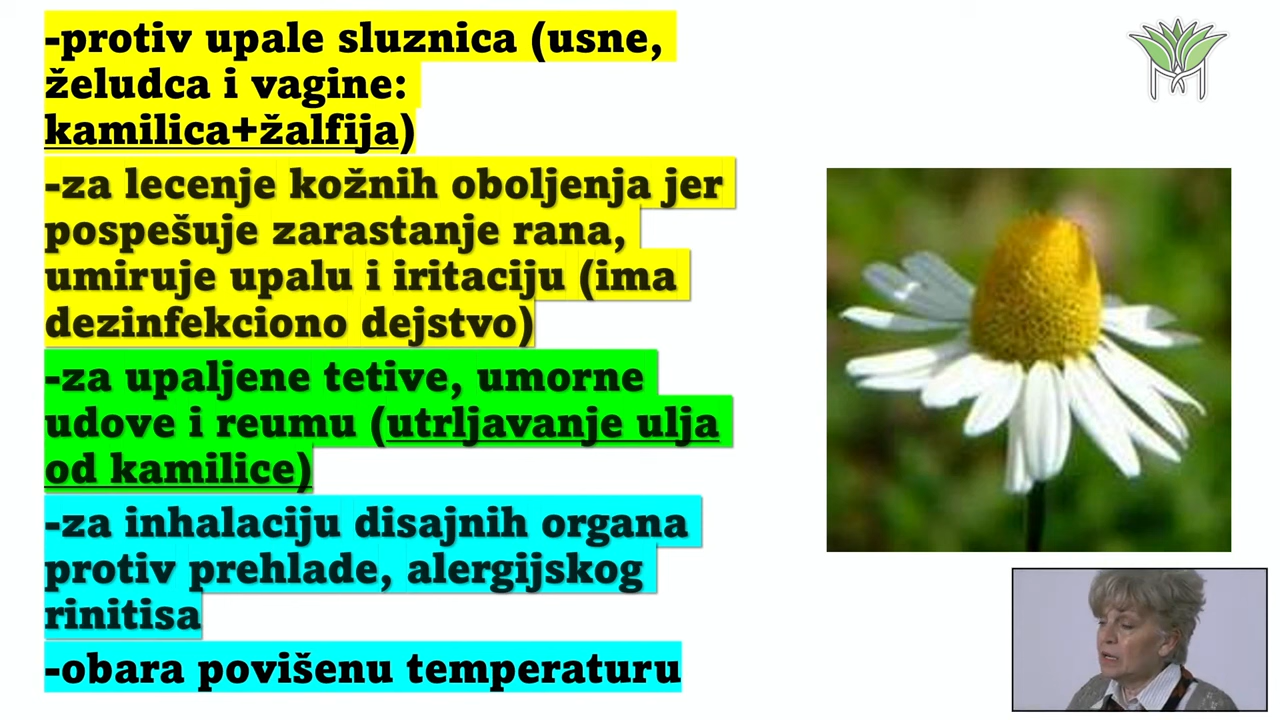 -protiv upale sluznica (usne,
želudca i vagine:
kamilica+žalfija)
-za lecenje kožnih oboljenja jer
pospešuje zarastanje rana,
umiruje upalu i iritaciju (ima
dezinfekciono dejstvo)
-za upaljene tetive, umorne
udove i reumu (utrljavanje ulja
od kamilice)
-za inhalaciju disajnih organa
protiv prehlade, alergijskog
rinitisa
-obara povišenu temperaturu